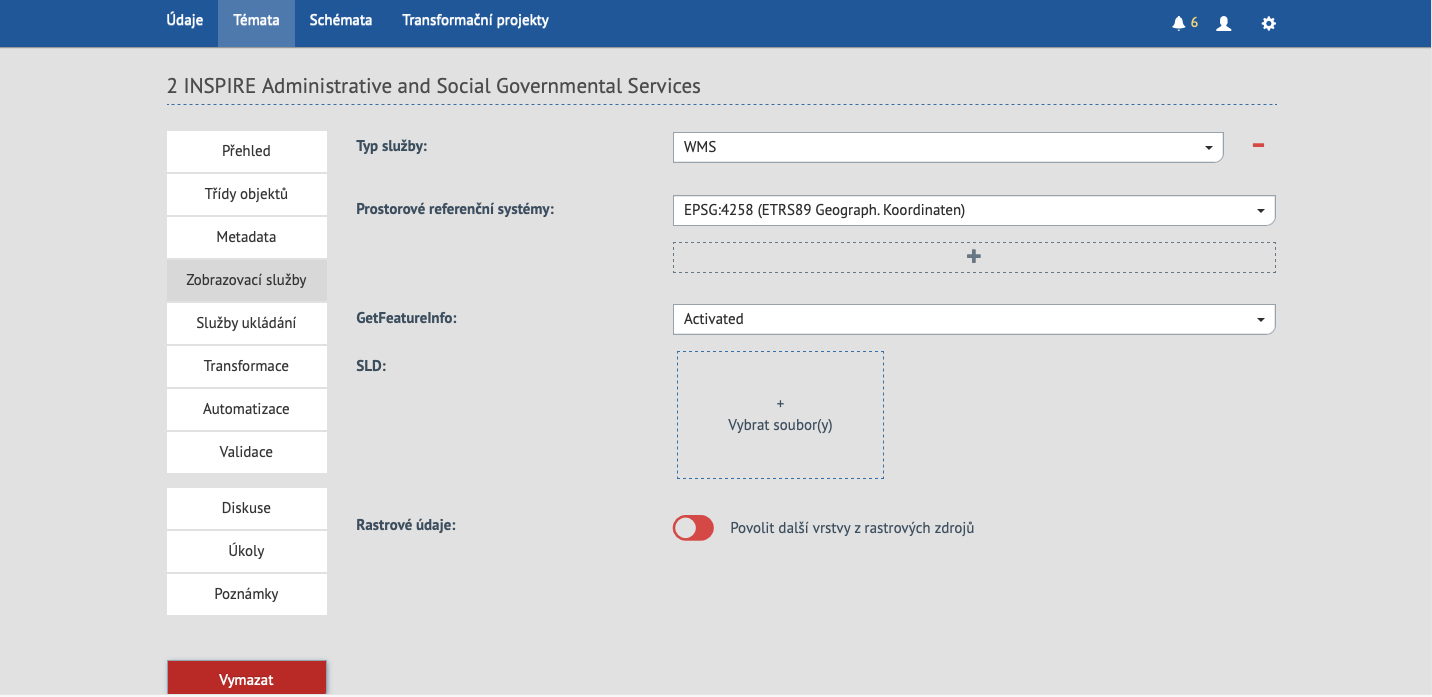 Údaje
Témata
Schémata
Transformační projekty
6
2 INSPIRE Administrative and Social Governmental Services
Přehled
Třídy objektů
Metadata
Zobrazovací služby
Služby ukládání
Transformace
Automatizace
Validace
Diskuse
Úkoly
Poznámky
Vymazat
Typ služby:
WMS
Prostorové referenční systémy:
EPSG:4258 (ETRS89 Geograph. Koordinaten)
+
GetFeatureInfo:
Activated
SLD:
+
Vybrat soubor(y)
Rastrové údaje:
Povolit další vrstvy z rastrových zdrojů